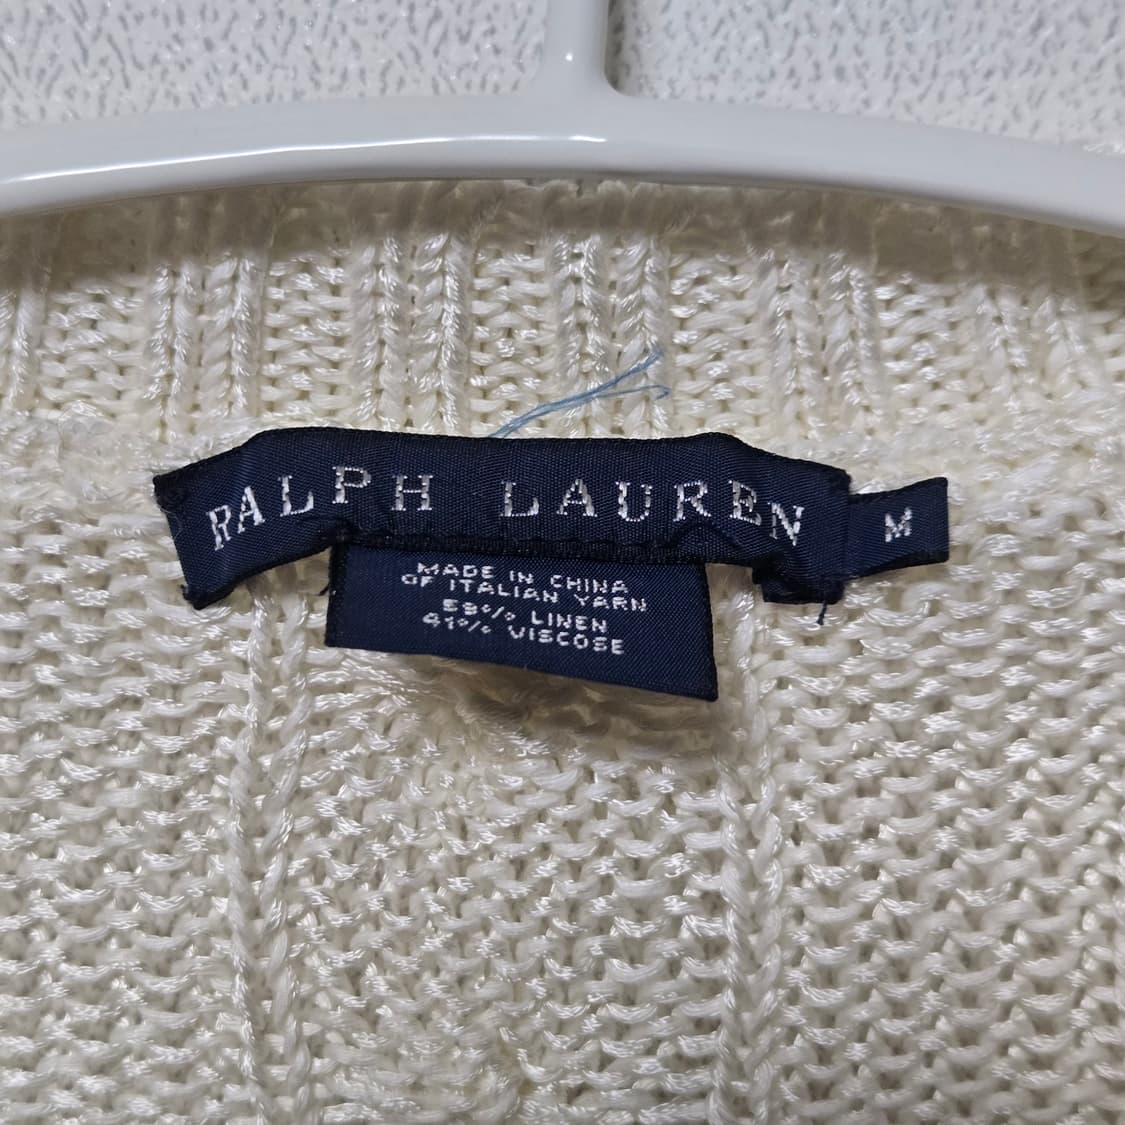 RALPH LAUREN
M
MADE IN CHINA
OF ITALIAN YARN
59% LINEN
41% VISCOSE